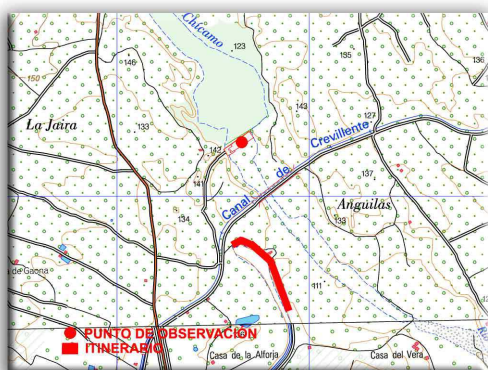 Chícamo
123
135
136
146
150
143
La Jaira
133
142
127
Canal de Crevillente
141
137
Anguilas
134
133
111
de Gaona
PUNTO DE OBSERVACIÓN
ITINERARIO
Casa de la Alforja
Casa del Vera